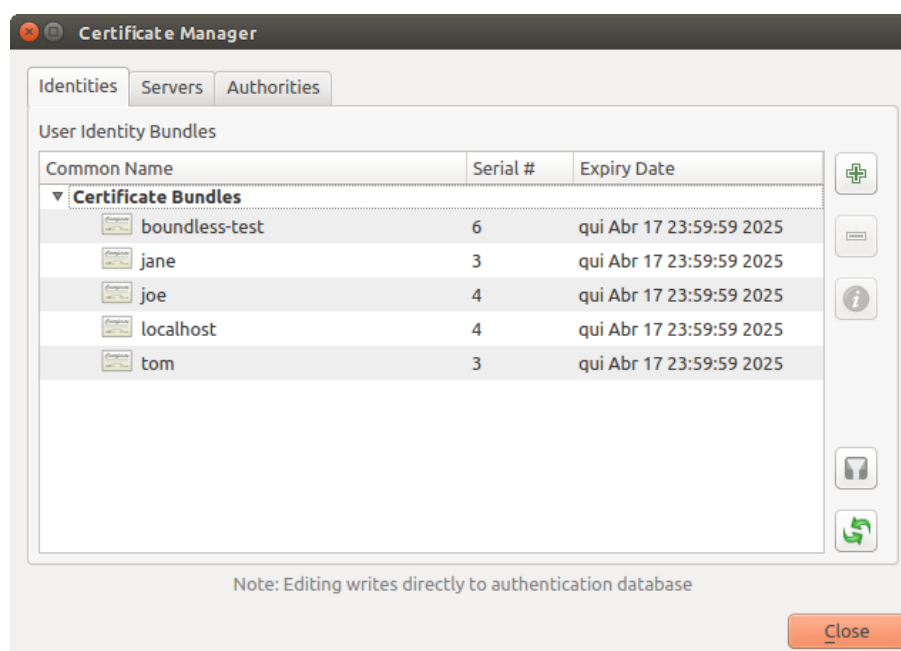 Certificate Manager
Identities Servers Authorities
User Identity Bundles
Common Name Serial # Expiry Date
Certificate Bundles
boundless-test 6 qui Abr 17 23:59:59 2025
jane 3 qui Abr 17 23:59:59 2025
joe 4 qui Abr 17 23:59:59 2025
localhost 4 qui Abr 17 23:59:59 2025
tom 3 qui Abr 17 23:59:59 2025
Note: Editing writes directly to authentication database
Close